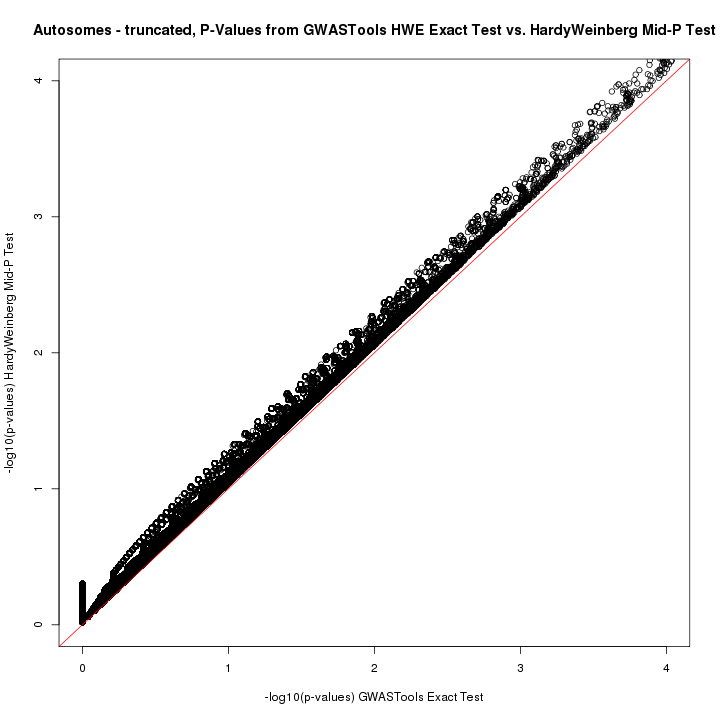 Autosomes - truncated, P-Values from GWASTools HWE Exact Test vs. HardyWeinberg Mid-P Test
-log10(p-values) HardyWeinberg Mid-P Test
4
3
2
1
0
0 1 2 3 4
-log10(p-values) GWASTools Exact Test